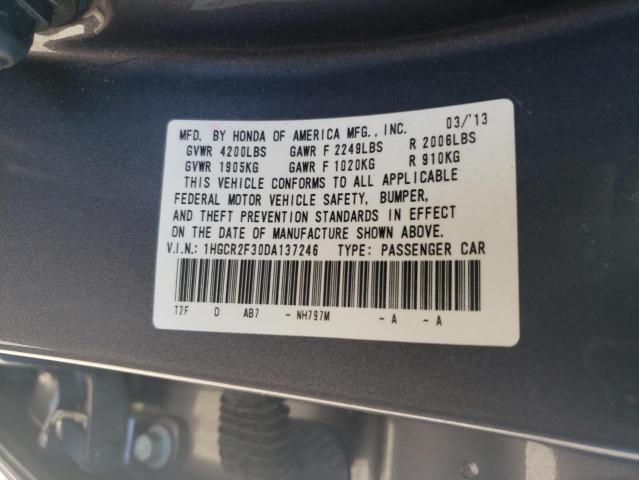 MFD. BY HONDA OF AMERICA MFG., INC. 03/'13
GVWR 4200LBS GAWR F 2249LBS R 2006LBS
GVWR 1905KG GAWR F 1020KG R 910KG
THIS VEHICLE CONFORMS TO ALL APPLICABLE
FEDERAL MOTOR VEHICLE SAFETY, BUMPER,
AND THEFT PREVENTION STANDARDS IN EFFECT
ON THE DATE OF MANUFACTURE SHOWN ABOVE.
V.I.N.: 1HGCR2F30DA137246 TYPE: PASSENGER CAR
T2F D AB7 - NH797M - A - A